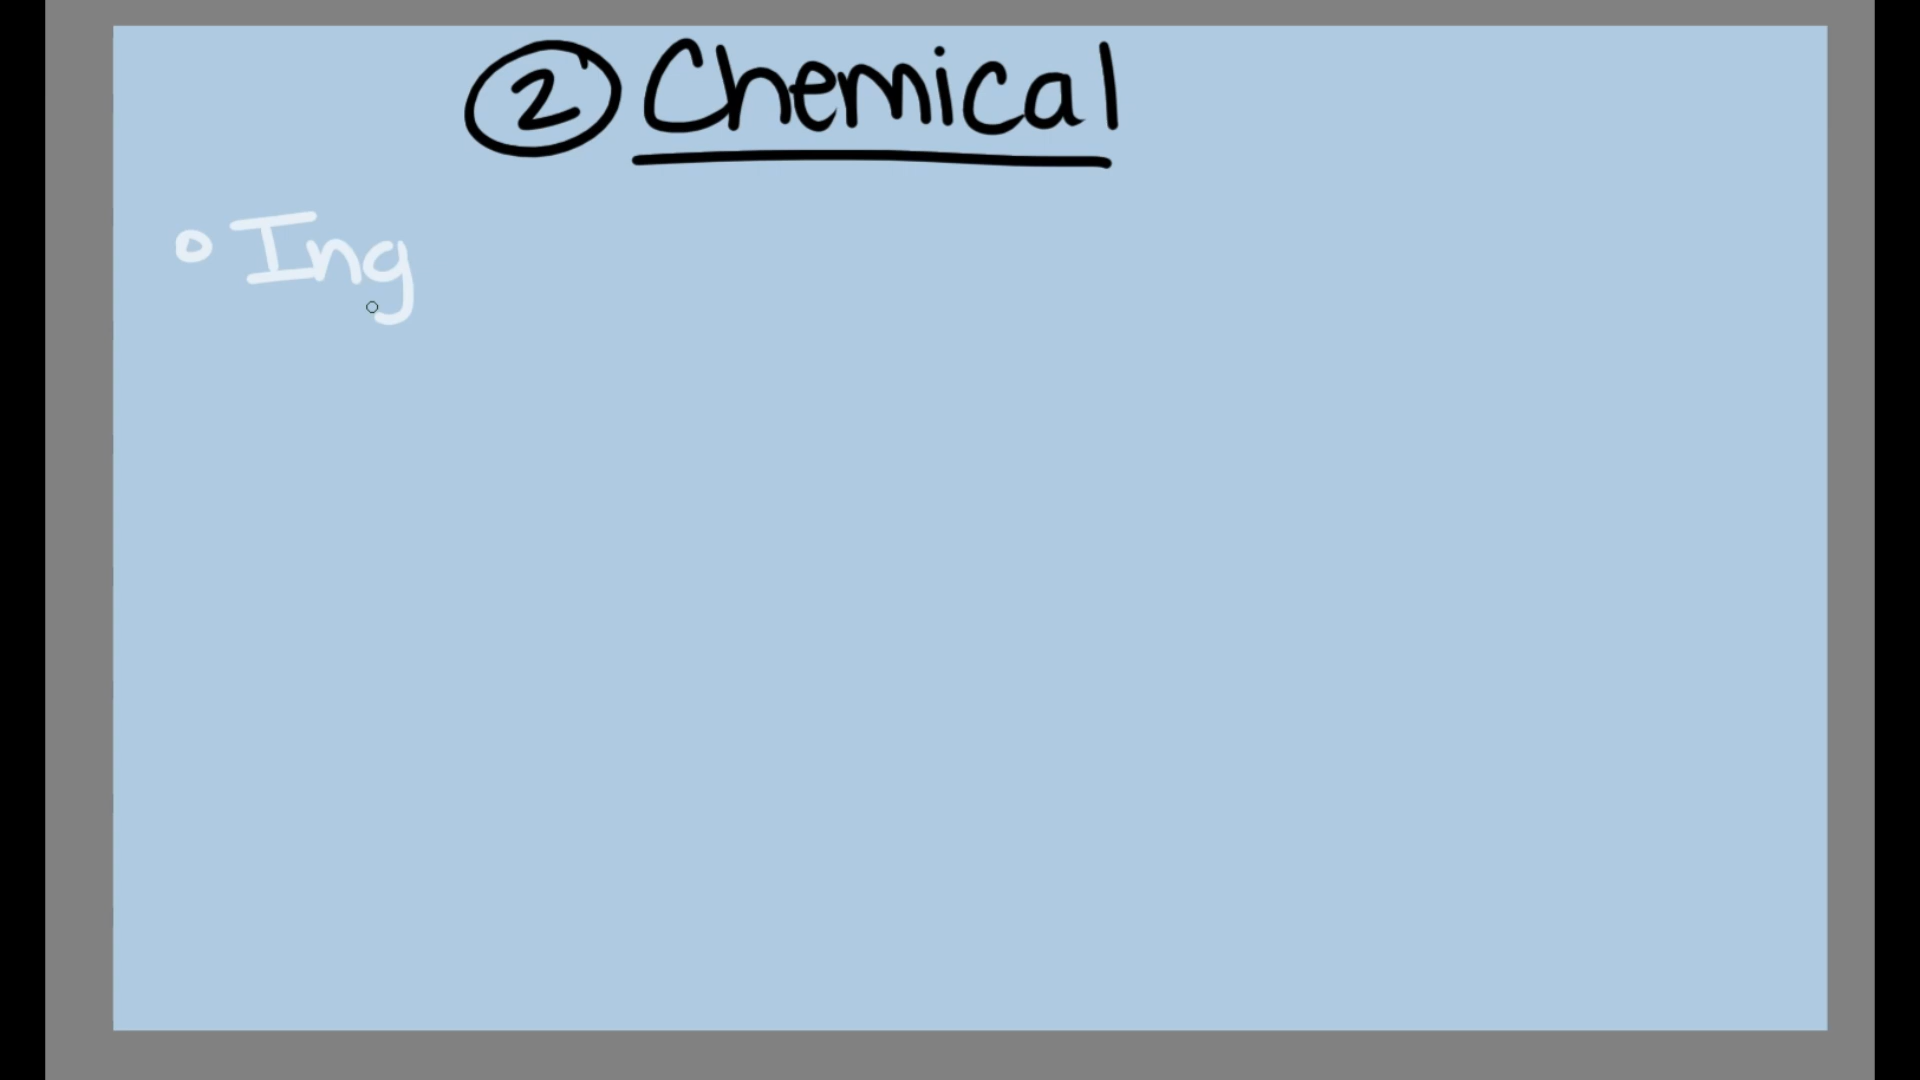 ② Chemical
∘ Ing